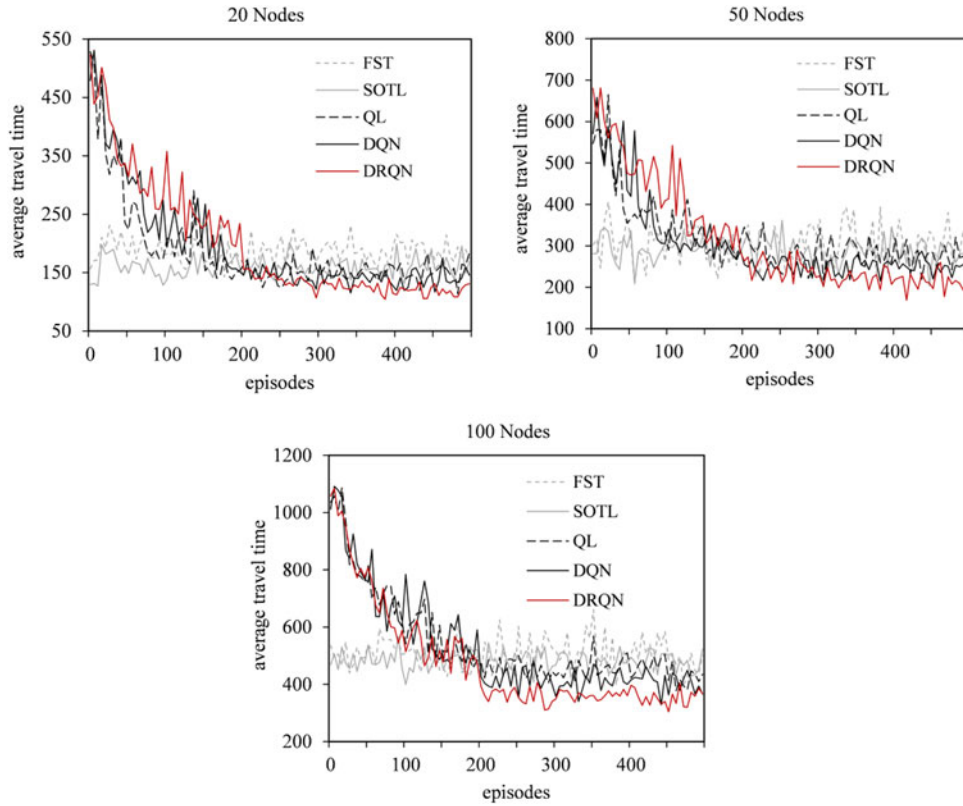 20 Nodes
550
450
350
250
150
50
average travel time
FST
SOTL
QL
DQN
DRQN
0
100
200
300
400
episodes
50 Nodes
800
700
600
500
400
300
200
100
average travel time
FST
SOTL
QL
DQN
DRQN
0
100
200
300
400
episodes
100 Nodes
1200
1000
800
600
400
200
average travel time
FST
SOTL
QL
DQN
DRQN
0
100
200
300
400
episodes